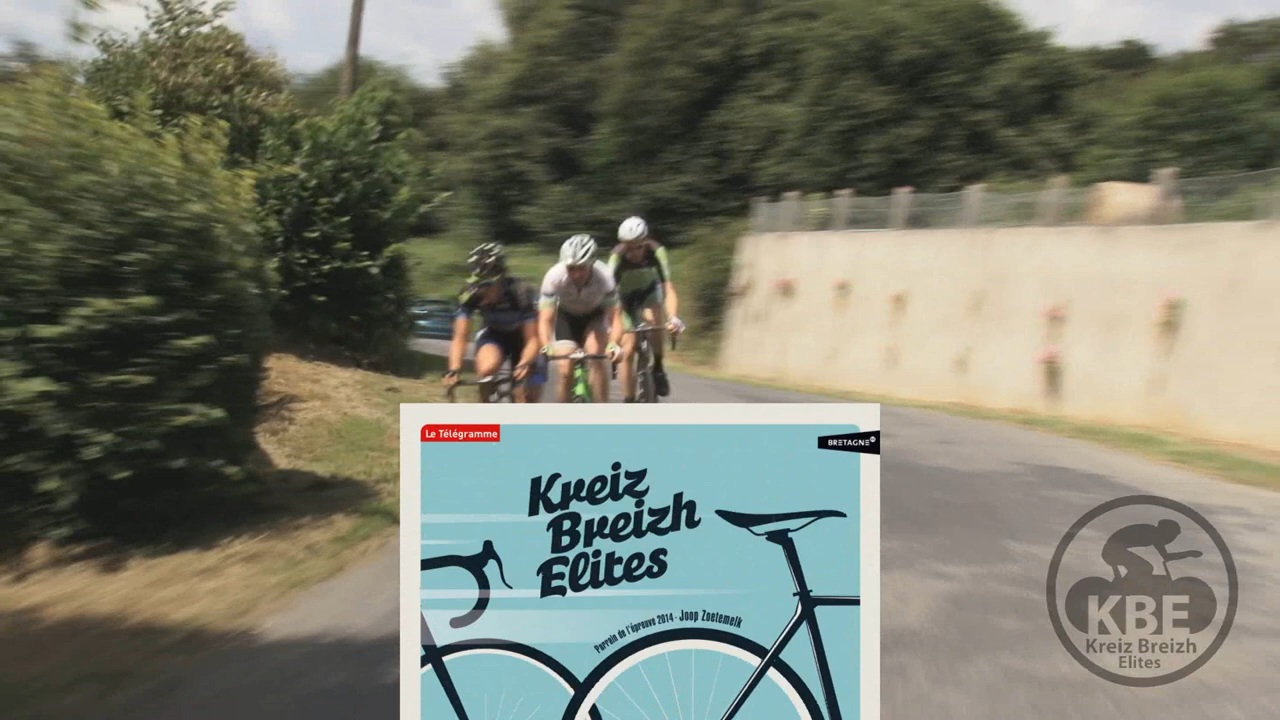 Le Télégramme
BRETAGNE
Kreiz
Breizh
Elites
Parrain de l'épreuve 2014 - Joop Zoetemelk
KBE
Kreiz Breizh
Elites